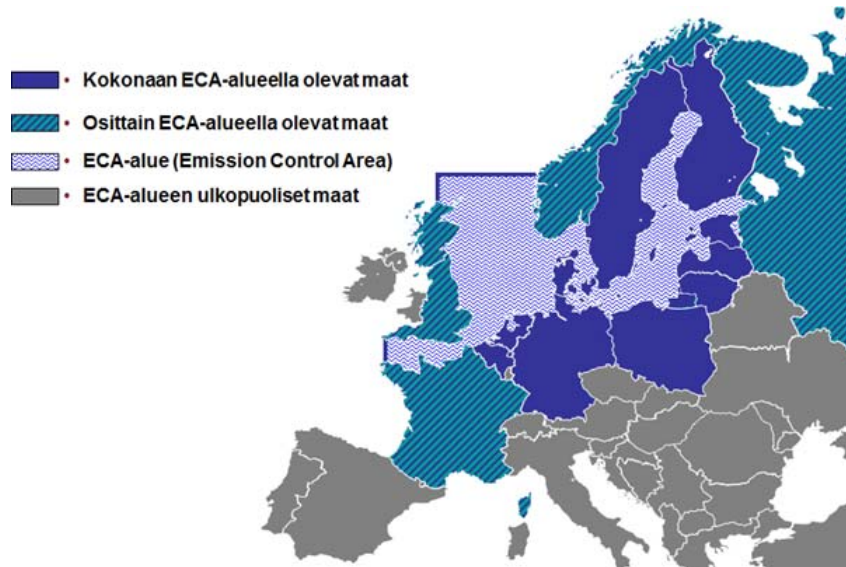 • Kokonaan ECA-alueella olevat maat
• Osittain ECA-alueella olevat maat
• ECA-alue (Emission Control Area)
• ECA-alueen ulkopuoliset maat